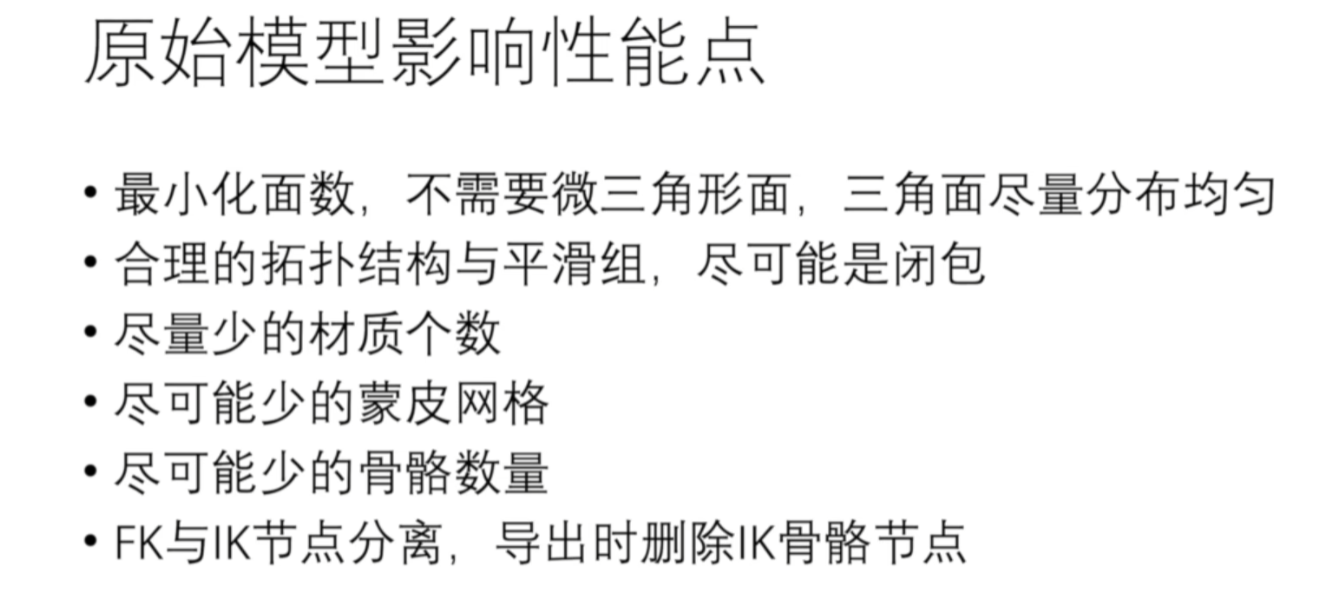 原始模型影响性能点
• 最小化面数，不需要微三角形面，三角面尽量分布均匀
• 合理的拓扑结构与平滑组，尽可能是闭包
• 尽量少的材质个数
• 尽可能少的蒙皮网格
• 尽可能少的骨骼数量
• FK与IK节点分离，导出时删除IK骨骼节点